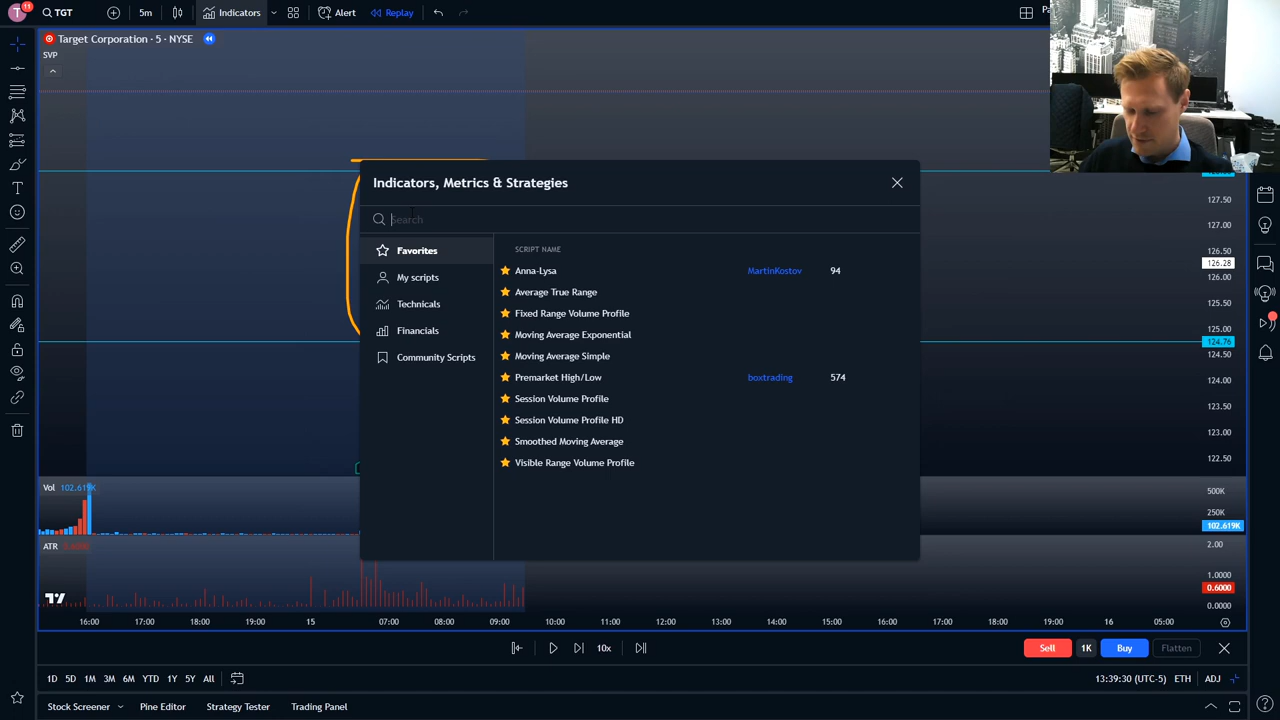 T
11
TGT
5m
Indicators
Alert
Replay
Target Corporation · 5 · NYSE
SVP
Indicators, Metrics & Strategies
Search
Favorites
My scripts
Technicals
Financials
Community Scripts
SCRIPT NAME
Anna-Lysa MartinKostov 94
Average True Range
Fixed Range Volume Profile
Moving Average Exponential
Moving Average Simple
Premarket High/Low boxtrading 574
Session Volume Profile
Session Volume Profile HD
Smoothed Moving Average
Visible Range Volume Profile
127.50
127.00
126.50
126.28
126.00
125.50
125.00
124.76
124.50
124.00
123.50
123.00
122.50
Vol 102.619K
500K
250K
102.619K
ATR 0.6000
2.00
1.0000
0.6000
0.0000
16:00 17:00 18:00 19:00 15 07:00 08:00 09:00 10:00 11:00 12:00 13:00 14:00 15:00 16:00 17:00 18:00 19:00 16 05:00
10x
Sell 1K Buy Flatten
1D 5D 1M 3M 6M YTD 1Y 5Y All
13:39:30 (UTC-5) ETH ADJ
Stock Screener Pine Editor Strategy Tester Trading Panel